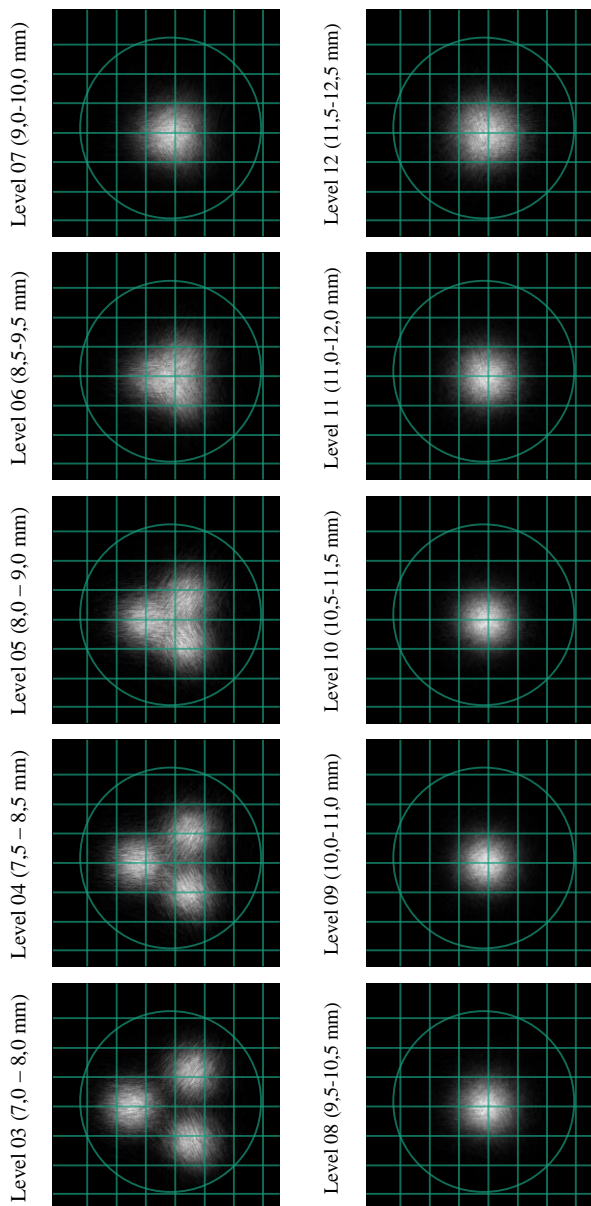 Level 07 (9,0-10,0 mm)
Level 12 (11,5-12,5 mm)
Level 06 (8,5-9,5 mm)
Level 11 (11,0-12,0 mm)
Level 05 (8,0 – 9,0 mm)
Level 10 (10,5-11,5 mm)
Level 04 (7,5 – 8,5 mm)
Level 09 (10,0-11,0 mm)
Level 03 (7,0 – 8,0 mm)
Level 08 (9,5-10,5 mm)